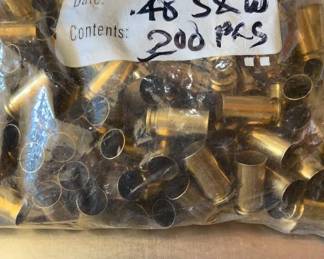 Date:
.48 S&W
Contents:
200 pcs